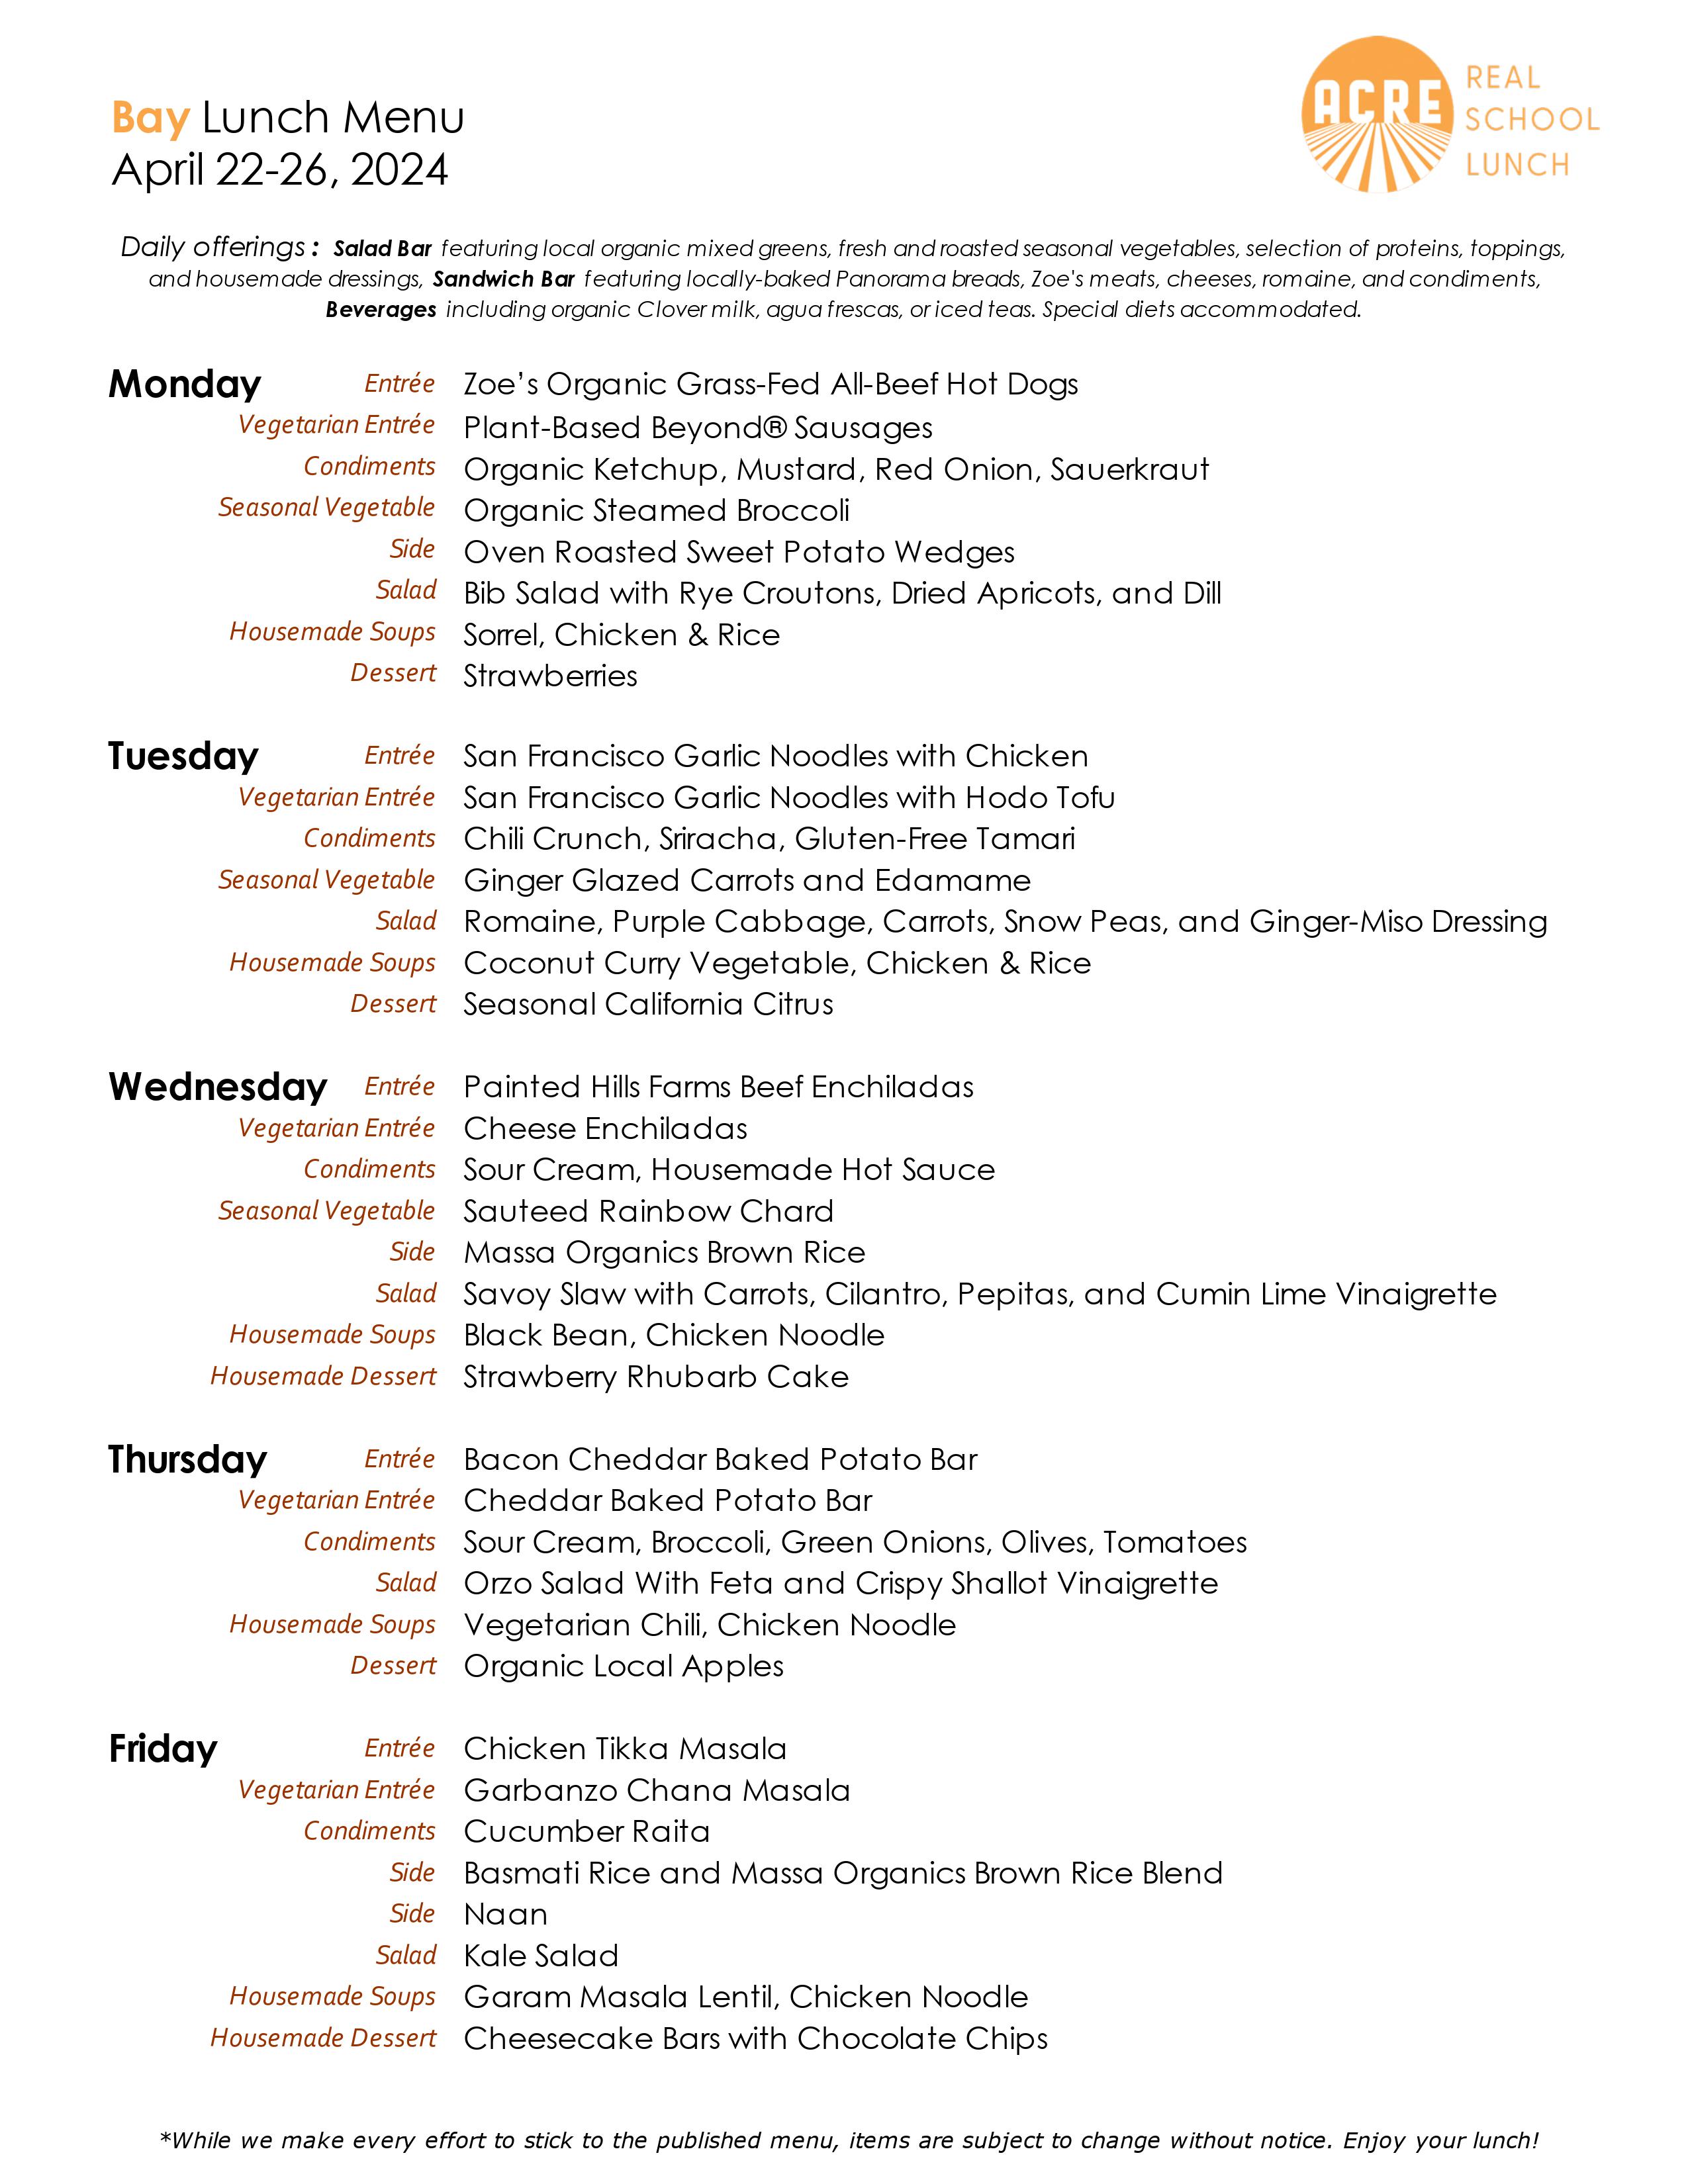 Bay Lunch Menu
April 22-26, 2024
ACRE
REAL
SCHOOL
LUNCH
Daily offerings : Salad Bar featuring local organic mixed greens, fresh and roasted seasonal vegetables, selection of proteins, toppings,
and housemade dressings, Sandwich Bar featuring locally-baked Panorama breads, Zoe's meats, cheeses, romaine, and condiments,
Beverages including organic Clover milk, agua frescas, or iced teas. Special diets accommodated.
Monday Entrée Zoe’s Organic Grass-Fed All-Beef Hot Dogs
Vegetarian Entrée Plant-Based Beyond® Sausages
Condiments Organic Ketchup, Mustard, Red Onion, Sauerkraut
Seasonal Vegetable Organic Steamed Broccoli
Side Oven Roasted Sweet Potato Wedges
Salad Bib Salad with Rye Croutons, Dried Apricots, and Dill
Housemade Soups Sorrel, Chicken & Rice
Dessert Strawberries
Tuesday Entrée San Francisco Garlic Noodles with Chicken
Vegetarian Entrée San Francisco Garlic Noodles with Hodo Tofu
Condiments Chili Crunch, Sriracha, Gluten-Free Tamari
Seasonal Vegetable Ginger Glazed Carrots and Edamame
Salad Romaine, Purple Cabbage, Carrots, Snow Peas, and Ginger-Miso Dressing
Housemade Soups Coconut Curry Vegetable, Chicken & Rice
Dessert Seasonal California Citrus
Wednesday Entrée Painted Hills Farms Beef Enchiladas
Vegetarian Entrée Cheese Enchiladas
Condiments Sour Cream, Housemade Hot Sauce
Seasonal Vegetable Sauteed Rainbow Chard
Side Massa Organics Brown Rice
Salad Savoy Slaw with Carrots, Cilantro, Pepitas, and Cumin Lime Vinaigrette
Housemade Soups Black Bean, Chicken Noodle
Housemade Dessert Strawberry Rhubarb Cake
Thursday Entrée Bacon Cheddar Baked Potato Bar
Vegetarian Entrée Cheddar Baked Potato Bar
Condiments Sour Cream, Broccoli, Green Onions, Olives, Tomatoes
Salad Orzo Salad With Feta and Crispy Shallot Vinaigrette
Housemade Soups Vegetarian Chili, Chicken Noodle
Dessert Organic Local Apples
Friday Entrée Chicken Tikka Masala
Vegetarian Entrée Garbanzo Chana Masala
Condiments Cucumber Raita
Side Basmati Rice and Massa Organics Brown Rice Blend
Side Naan
Salad Kale Salad
Housemade Soups Garam Masala Lentil, Chicken Noodle
Housemade Dessert Cheesecake Bars with Chocolate Chips
*While we make every effort to stick to the published menu, items are subject to change without notice. Enjoy your lunch!